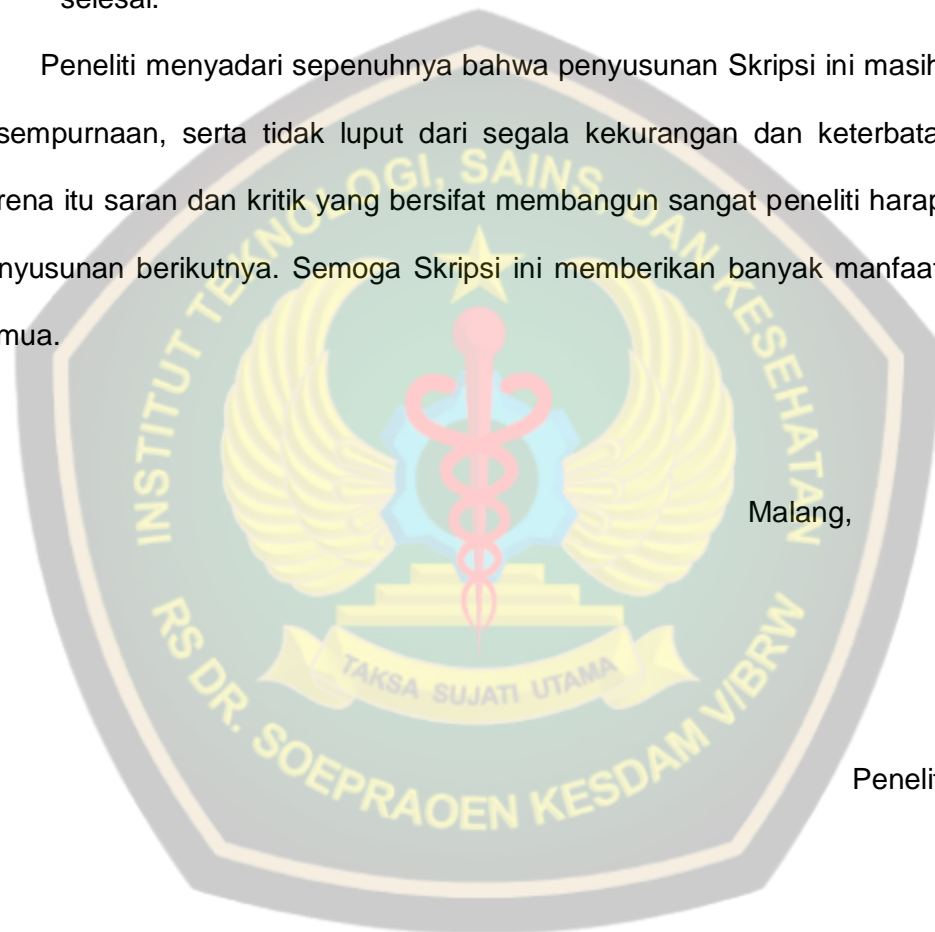 selesai.
Peneliti menyadari sepenuhnya bahwa penyusunan Skripsi ini masih
sempurnaan, serta tidak luput dari segala kekurangan dan keterbata
rena itu saran dan kritik yang bersifat membangun sangat peneliti harap
nyusunan berikutnya. Semoga Skripsi ini memberikan banyak manfaat
mua.
INSTITUT TEKNOLOGI, SAINS, DAN KESEHATAN
Malang,
TAKSA SUJATI UTAMA
RS DR. SOEPRAOEN KESDAM V/BRW
Penelit